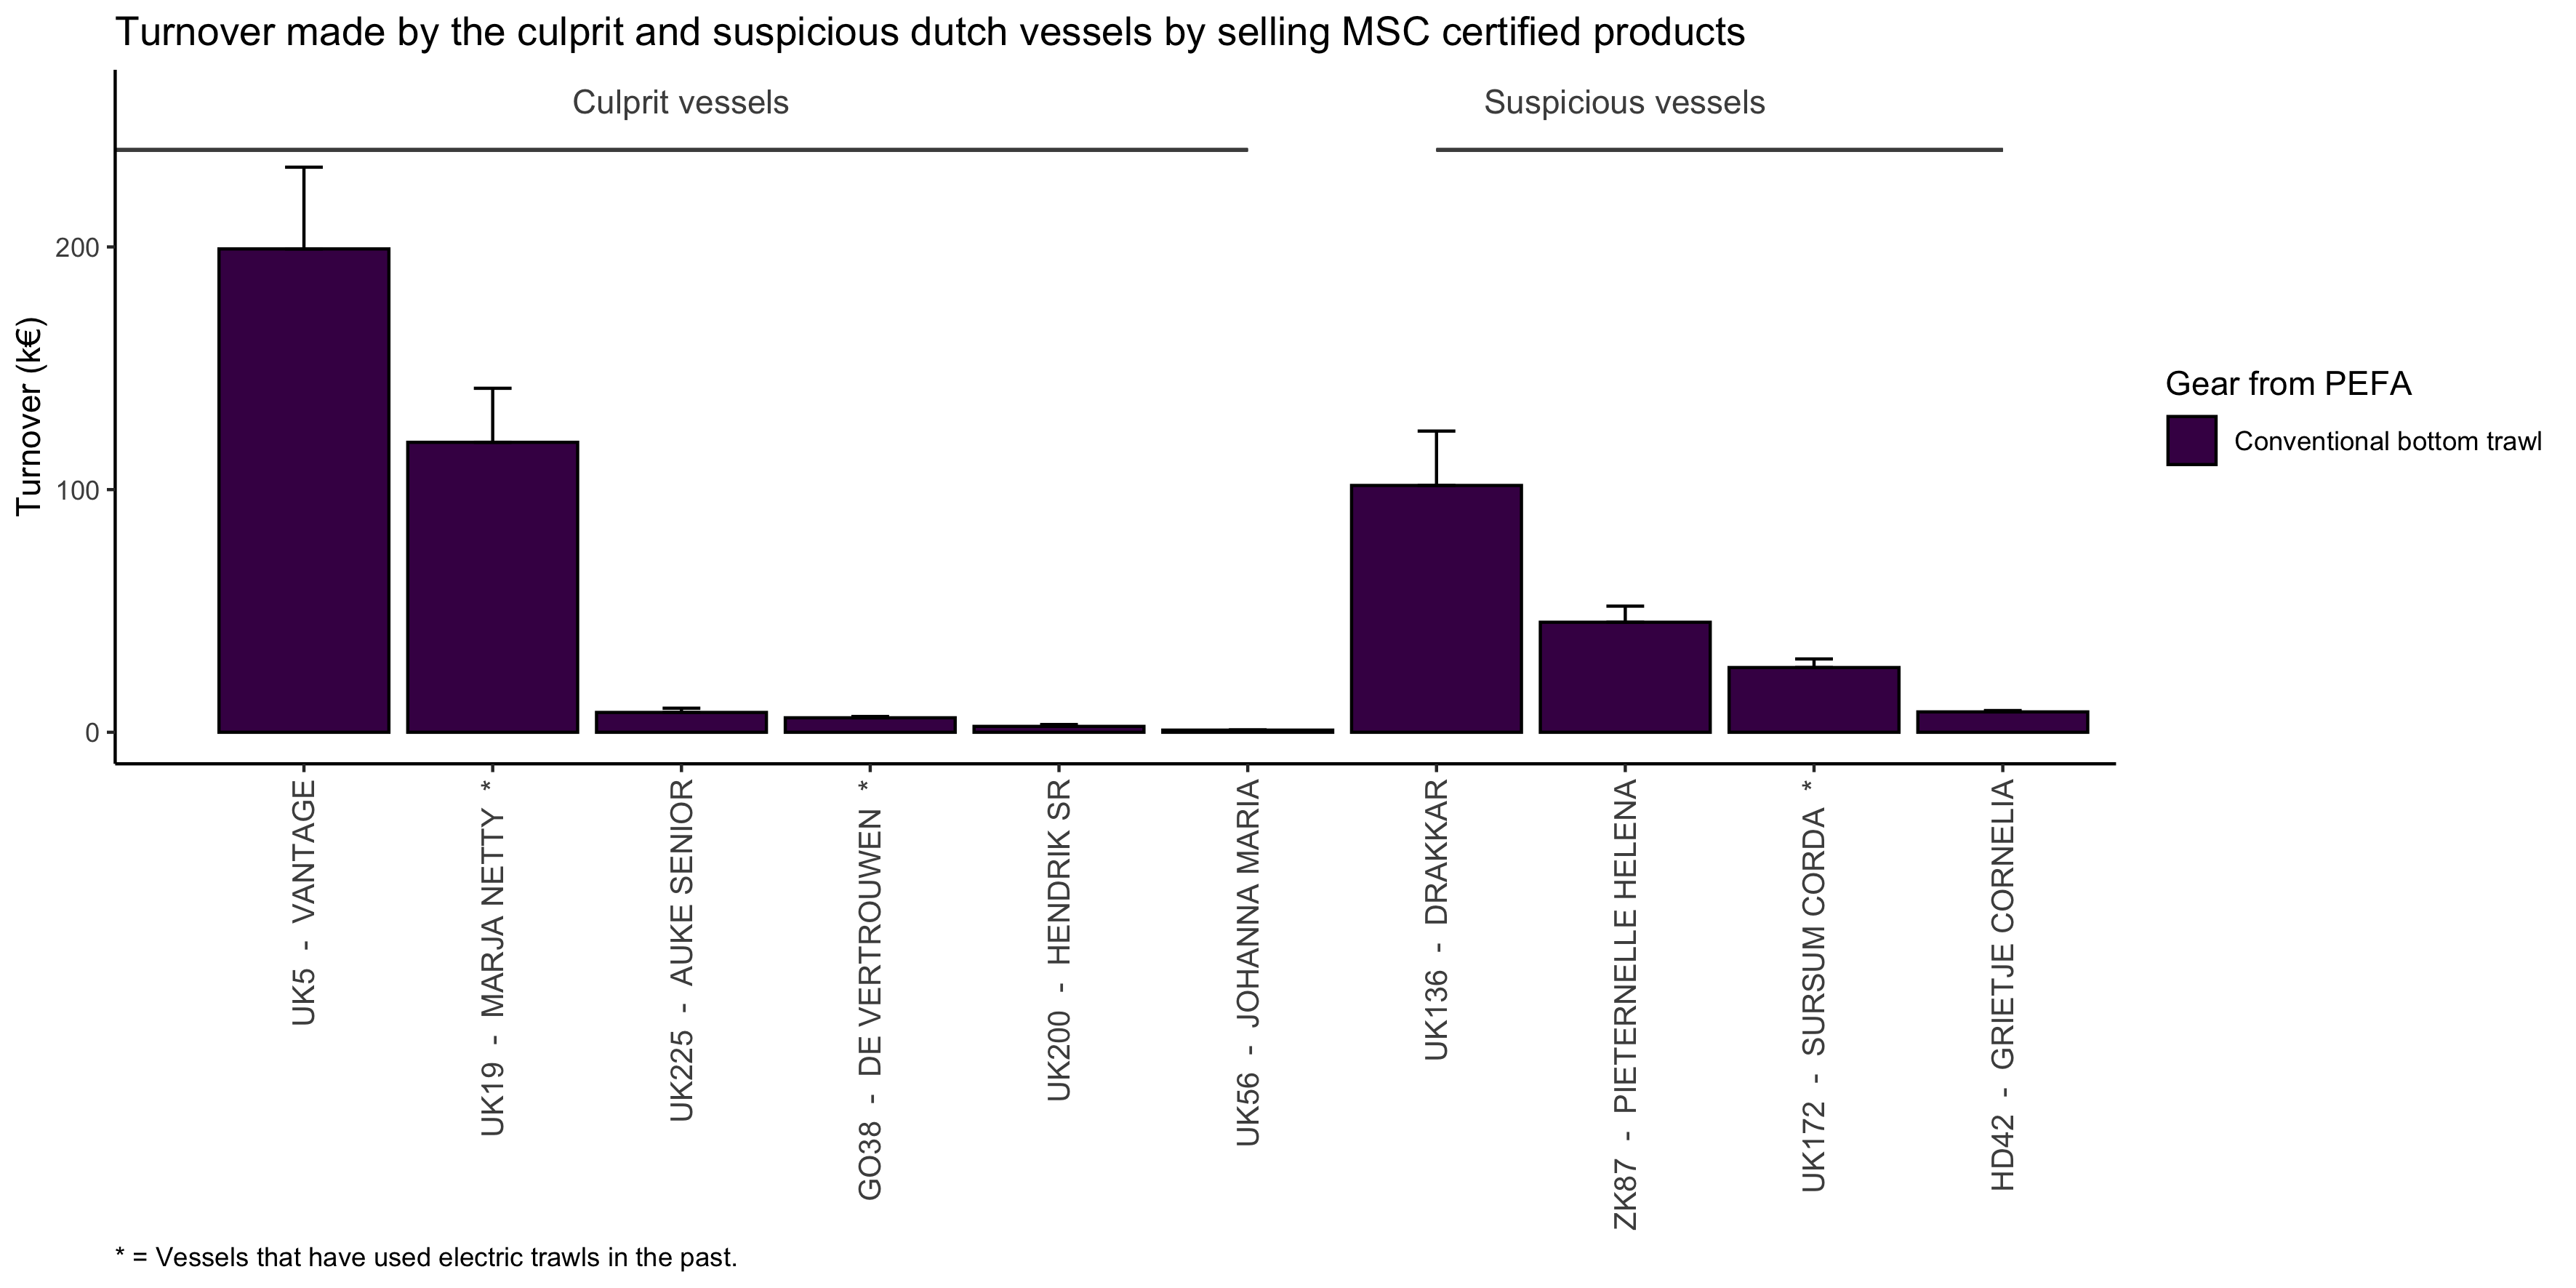 Turnover made by the culprit and suspicious dutch vessels by selling MSC certified products
Culprit vessels
Suspicious vessels
Turnover (k€)
200
100
0
UK5 - VANTAGE
UK19 - MARJA NETTY *
UK225 - AUKE SENIOR
GO38 - DE VERTROUWEN *
UK200 - HENDRIK SR
UK56 - JOHANNA MARIA
UK136 - DRAKKAR
ZK87 - PIETERNELLE HELENA
UK172 - SURSUM CORDA *
HD42 - GRIETJE CORNELIA
Gear from PEFA
Conventional bottom trawl
* = Vessels that have used electric trawls in the past.